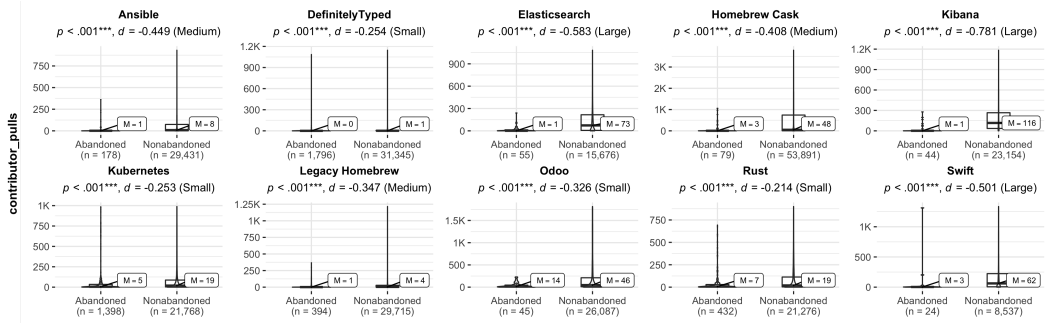 contributor_pulls
Ansible
p < .001***, d = -0.449 (Medium)
750
500
250
0
M = 1
M = 8
Abandoned
(n = 178)
Nonabandoned
(n = 29,431)
DefinitelyTyped
p < .001***, d = -0.254 (Small)
1.2K
900
600
300
0
M = 0
M = 1
Abandoned
(n = 1,796)
Nonabandoned
(n = 31,345)
Elasticsearch
p < .001***, d = -0.583 (Large)
900
600
300
0
M = 1
M = 73
Abandoned
(n = 55)
Nonabandoned
(n = 15,676)
Homebrew Cask
p < .001***, d = -0.408 (Medium)
3K
2K
1K
0
M = 3
M = 48
Abandoned
(n = 79)
Nonabandoned
(n = 53,891)
Kibana
p < .001***, d = -0.781 (Large)
1.2K
900
600
300
0
M = 1
M = 116
Abandoned
(n = 44)
Nonabandoned
(n = 23,154)
Kubernetes
p < .001***, d = -0.253 (Small)
1K
750
500
250
0
M = 5
M = 19
Abandoned
(n = 1,398)
Nonabandoned
(n = 21,768)
Legacy Homebrew
p < .001***, d = -0.347 (Medium)
1.25K
1K
750
500
250
0
M = 1
M = 4
Abandoned
(n = 394)
Nonabandoned
(n = 29,715)
Odoo
p < .001***, d = -0.326 (Small)
1.5K
1K
500
0
M = 14
M = 46
Abandoned
(n = 45)
Nonabandoned
(n = 26,087)
Rust
p < .001***, d = -0.214 (Small)
750
500
250
0
M = 7
M = 19
Abandoned
(n = 432)
Nonabandoned
(n = 21,276)
Swift
p < .001***, d = -0.501 (Large)
1K
500
0
M = 3
M = 62
Abandoned
(n = 24)
Nonabandoned
(n = 8,537)